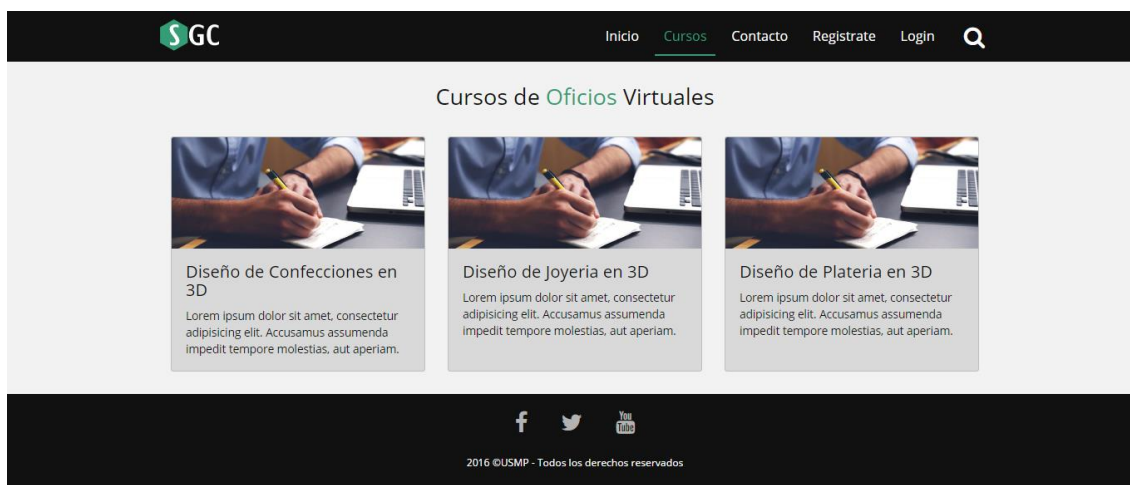 SGC
Inicio Cursos Contacto Registrate Login
Cursos de Oficios Virtuales
Diseño de Confecciones en
3D
Lorem ipsum dolor sit amet, consectetur
adipisicing elit. Accusamus assumenda
impedit tempore molestias, aut aperiam.
Diseño de Joyeria en 3D
Lorem ipsum dolor sit amet, consectetur
adipisicing elit. Accusamus assumenda
impedit tempore molestias, aut aperiam.
Diseño de Plateria en 3D
Lorem ipsum dolor sit amet, consectetur
adipisicing elit. Accusamus assumenda
impedit tempore molestias, aut aperiam.
You
Tube
2016 ©USMP - Todos los derechos reservados